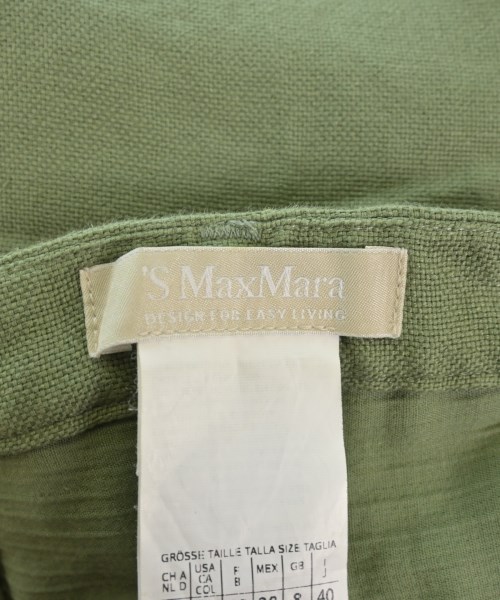 'S MaxMara
DESIGN FOR EASY LIVING
GRÖSSE TAILLE TALLA SIZE TAGLIA
CH A USA F MEX GB I
NL D CA B J
COL
8 40